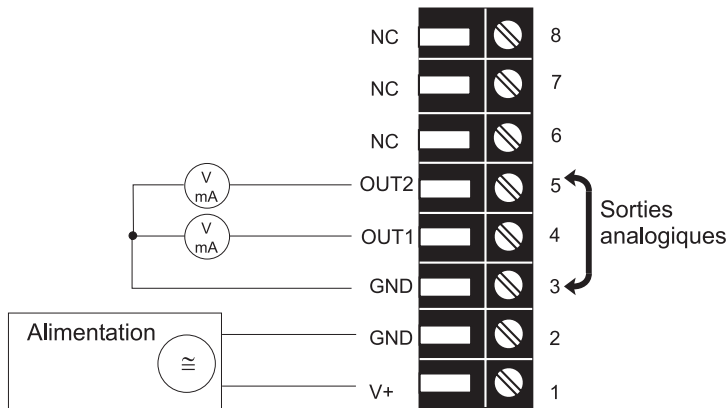 NC 8
NC 7
NC 6
V
mA
OUT2 5
V
mA
OUT1 4
Sorties
analogiques
GND 3
Alimentation
≅
GND 2
V+ 1